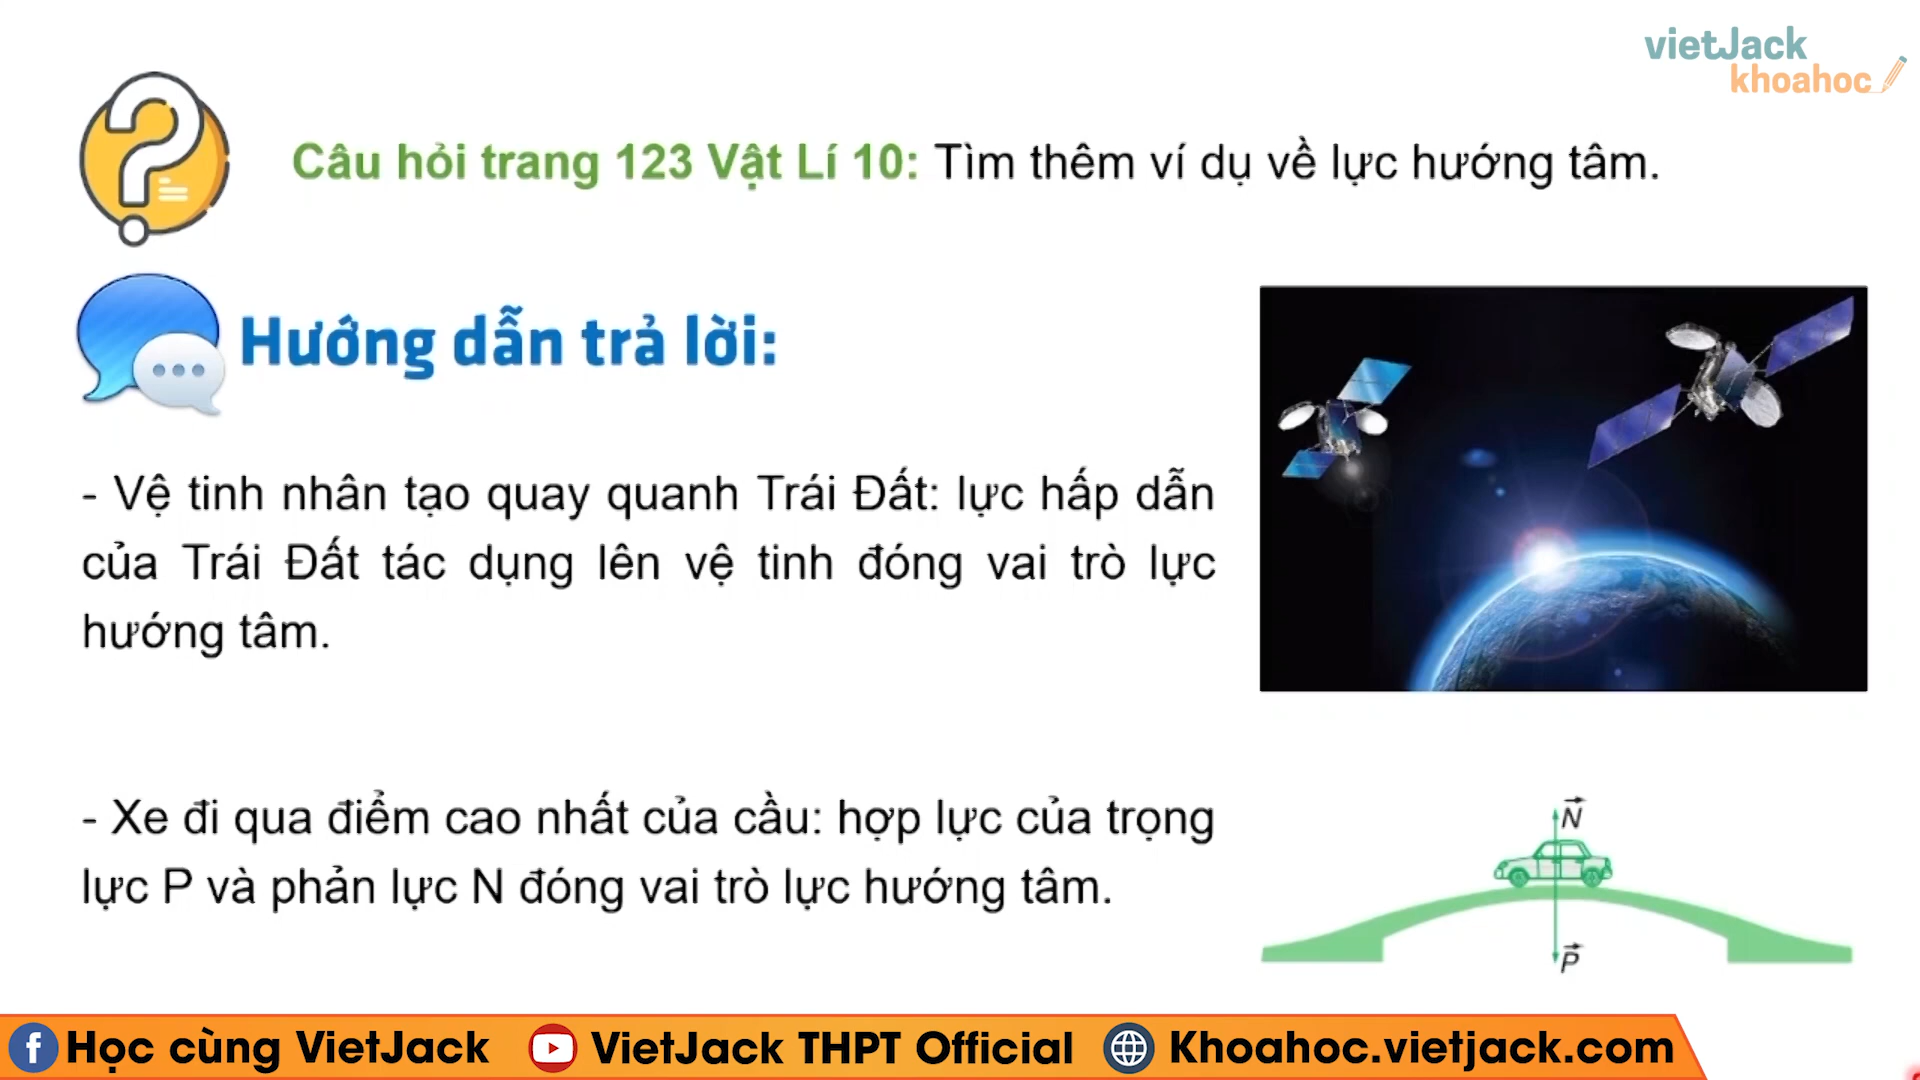 vietJack
khoahoc
Câu hỏi trang 123 Vật Lí 10: Tìm thêm ví dụ về lực hướng tâm.
Hướng dẫn trả lời:
- Vệ tinh nhân tạo quay quanh Trái Đất: lực hấp dẫn
của Trái Đất tác dụng lên vệ tinh đóng vai trò lực
hướng tâm.
- Xe đi qua điểm cao nhất của cầu: hợp lực của trọng
lực P và phản lực N đóng vai trò lực hướng tâm.
N
P
Học cùng VietJack VietJack THPT Official Khoahoc.vietjack.com